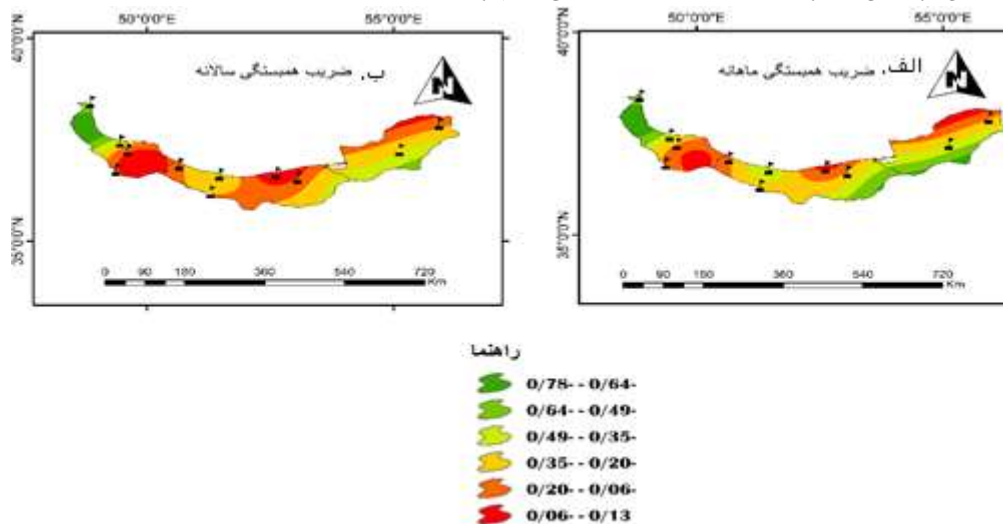 50°0'0"E 55°0'0"E
40°0'0"N
35°0'0"N
ب. ضریب همبستگی سالانه
N
0 90 180 360 540 720
Km
50°0'0"E 55°0'0"E
40°0'0"N
35°0'0"N
الف. ضریب همبستگی ماهانه
N
0 90 180 360 540 720
Km
راهنما
0/78- - 0/64-
0/64- - 0/49-
0/49- - 0/35-
0/35- - 0/20-
0/20- - 0/06-
0/06- - 0/13